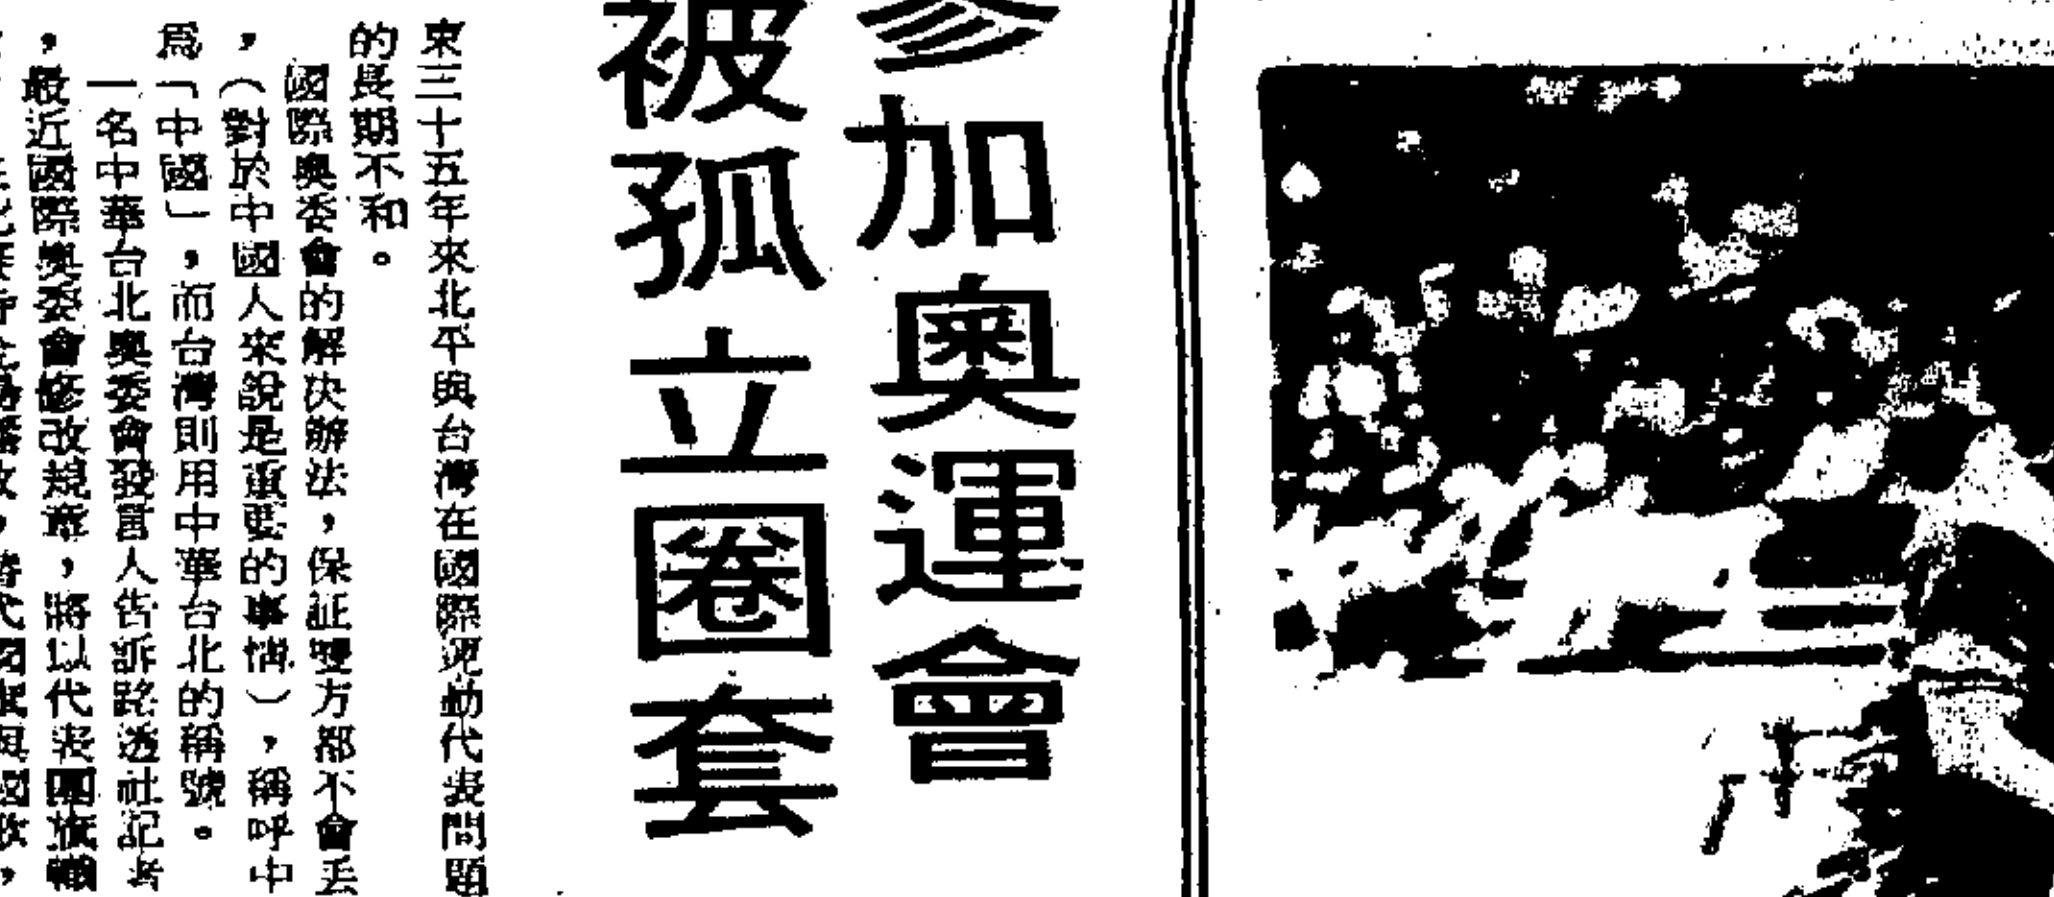 參加奧運會
被孤立圈套
束三十五年來北平與台灣在國際運動代表問題
的長期不和。
國際奧委會的解決辦法，保証雙方都不會丟
，（對於中國人來說是重要的事情），稱呼中
為「中國」，而台灣則用中華台北的稱號。
一名中華台北奧委會發言人告訴路透社記者
，最近國際奧委會修改規章，將以代表團旗幟